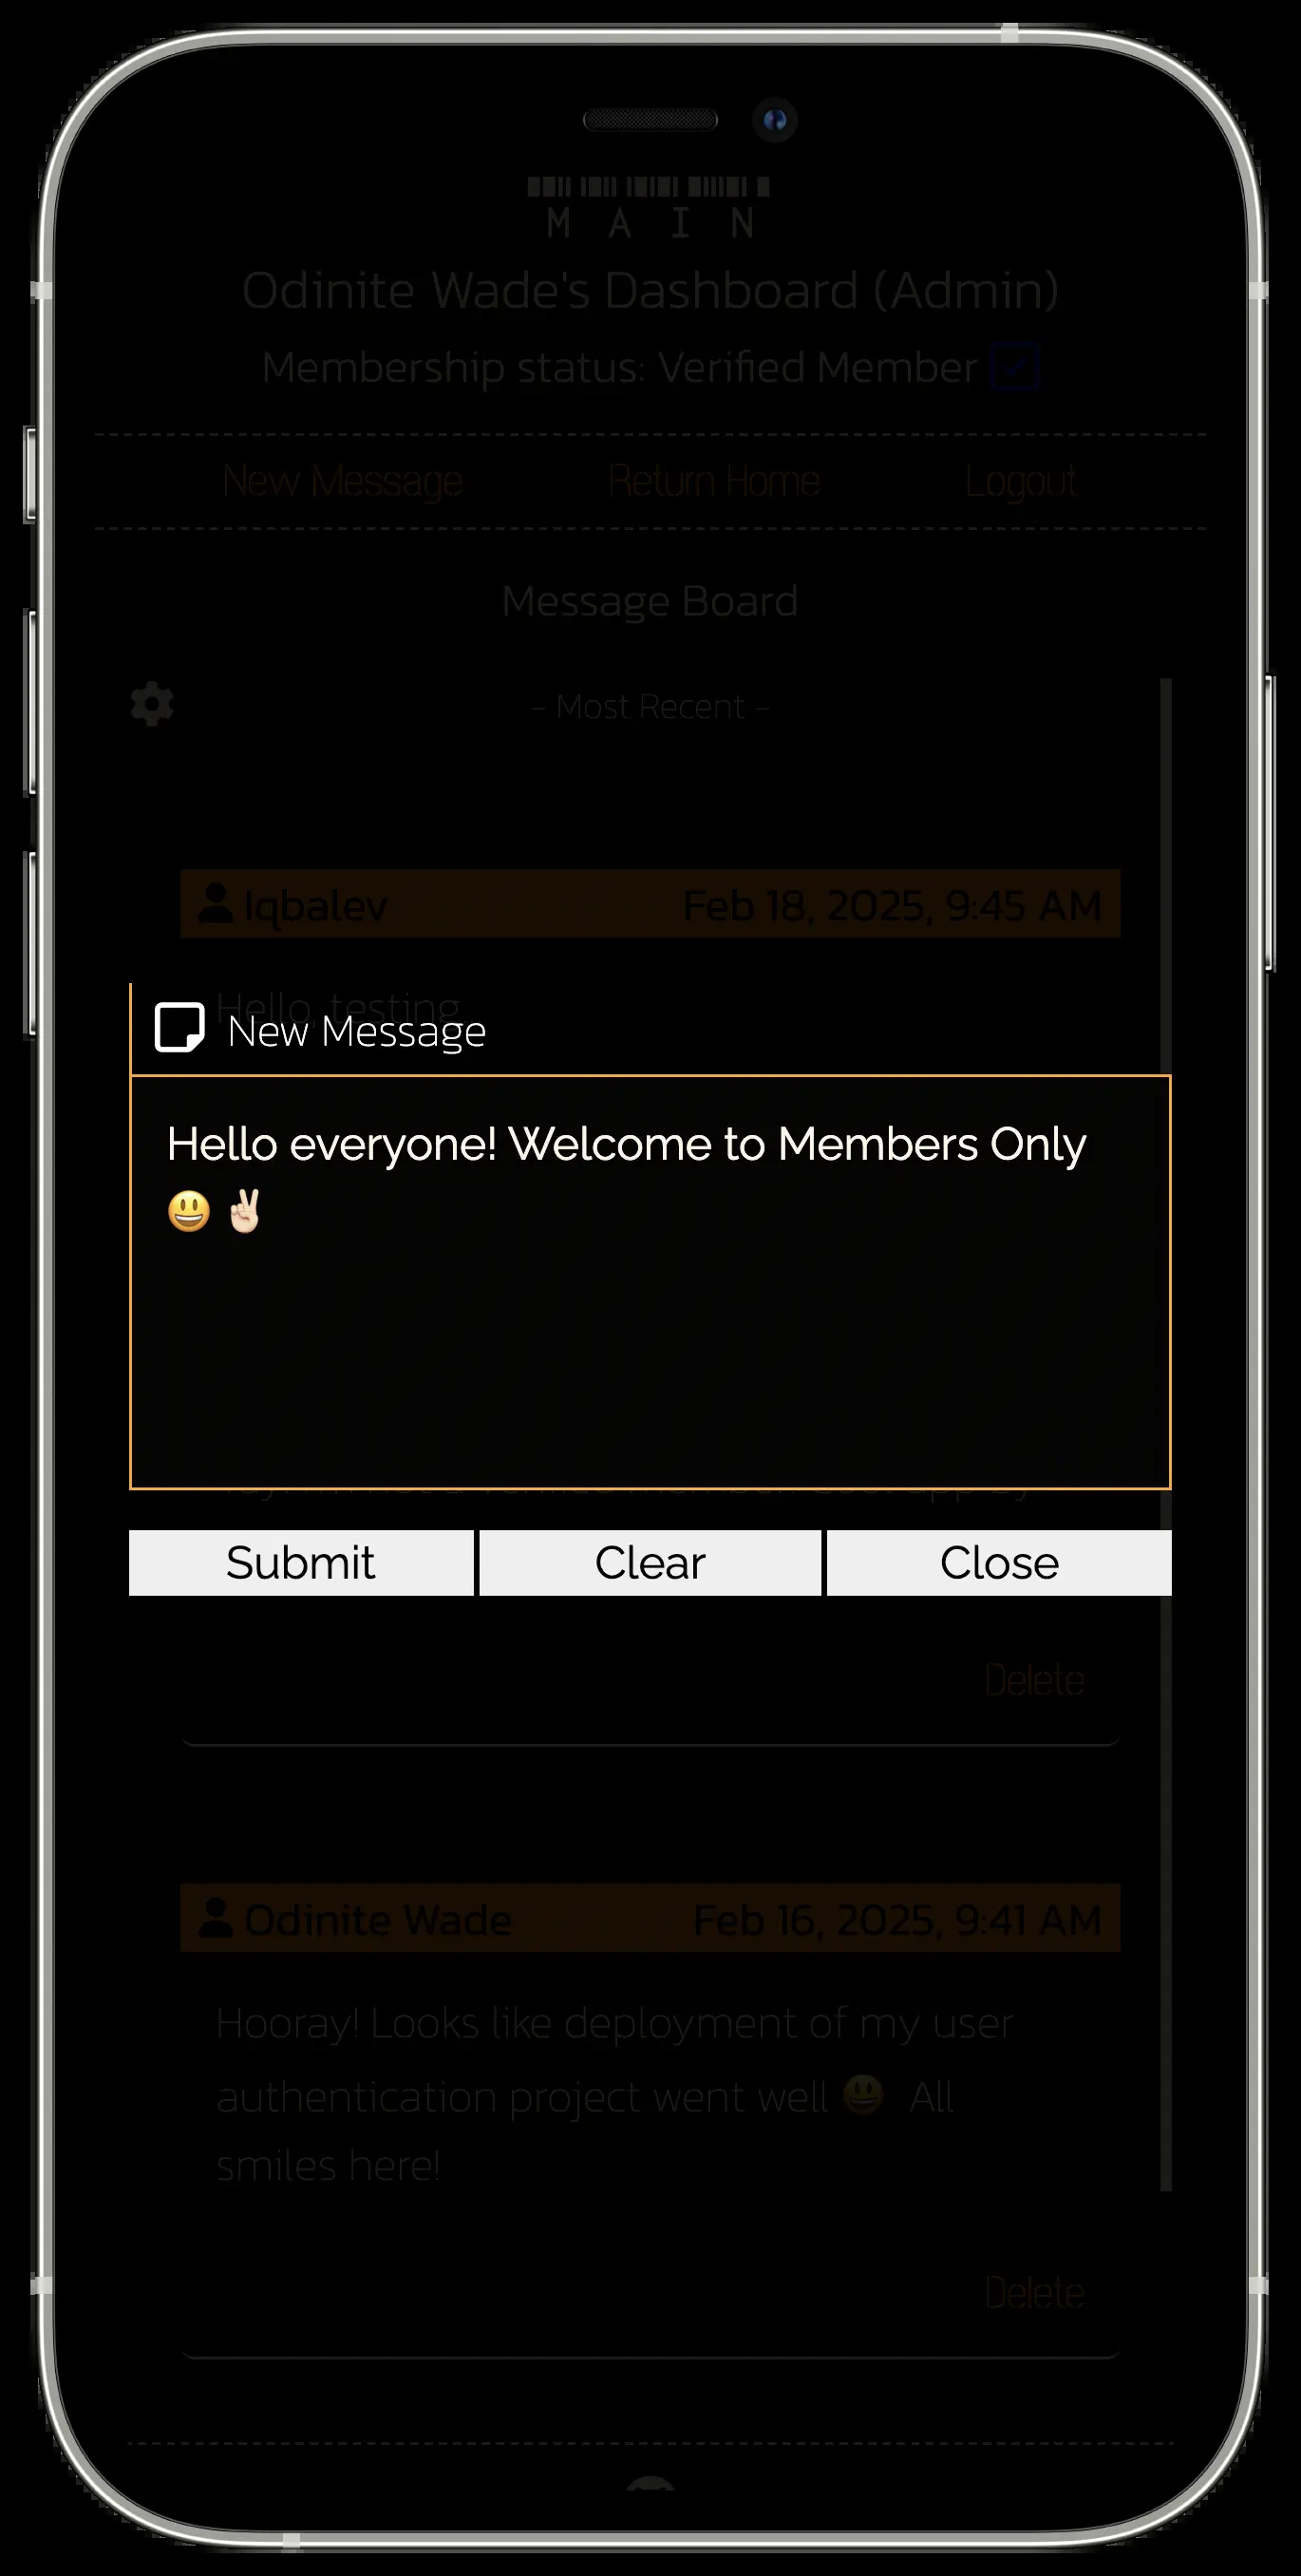 M A I N
Odinite Wade's Dashboard (Admin)
Membership status: Verified Member
New Message Return Home Logout
Message Board
– Most Recent –
Iqbalev Feb 18, 2025, 9:45 AM
Hello, testing
New Message
Hello everyone! Welcome to Members Only
😃 ✌🏻
Submit Clear Close
Delete
Odinite Wade Feb 16, 2025, 9:41 AM
Hooray! Looks like deployment of my user
authentication project went well 😃 All
smiles here!
Delete